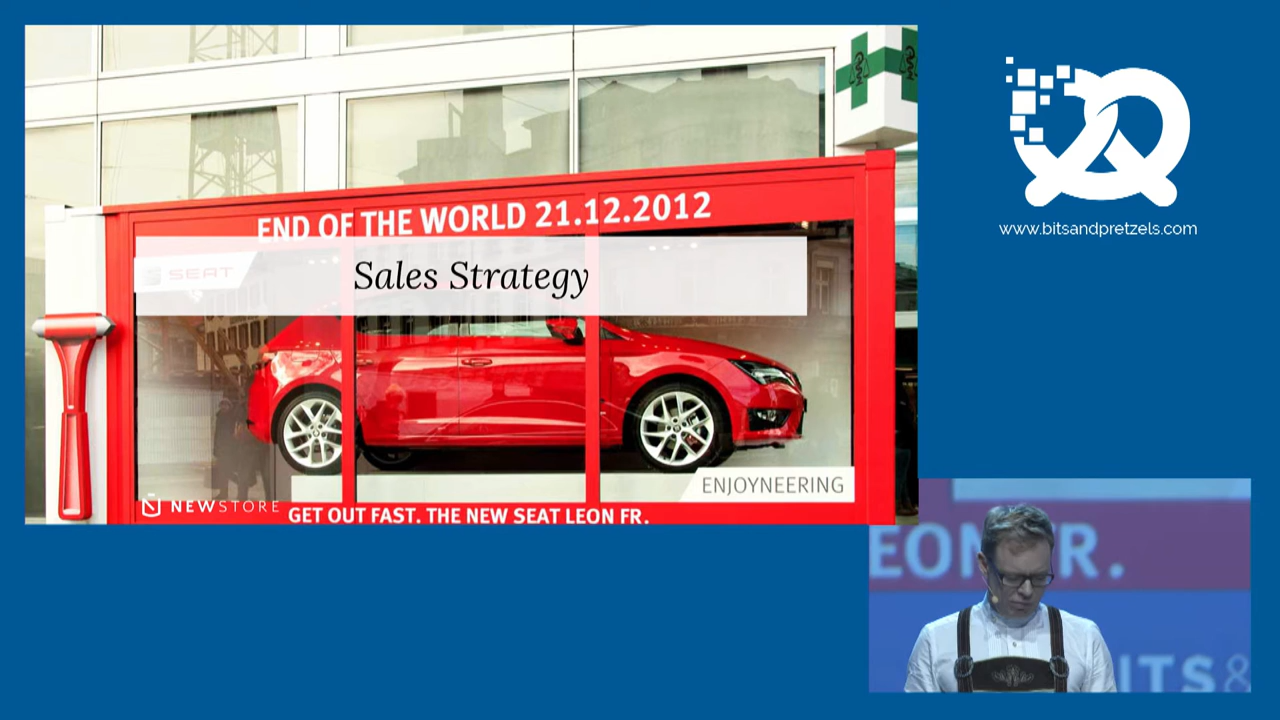 END OF THE WORLD 21.12.2012
SEAT
Sales Strategy
ENJOYNEERING
NEWSTORE
GET OUT FAST. THE NEW SEAT LEON FR.
www.bitsandpretzels.com
EON FR.
BITS&